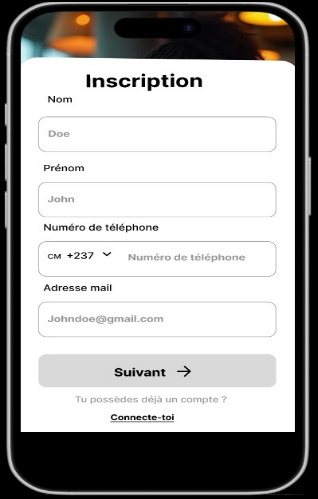 Inscription
Nom
Doe
Prénom
John
Numéro de téléphone
CM +237 Numéro de téléphone
Adresse mail
Johndoe@gmail.com
Suivant →
Tu possèdes déjà un compte ?
Connecte-toi